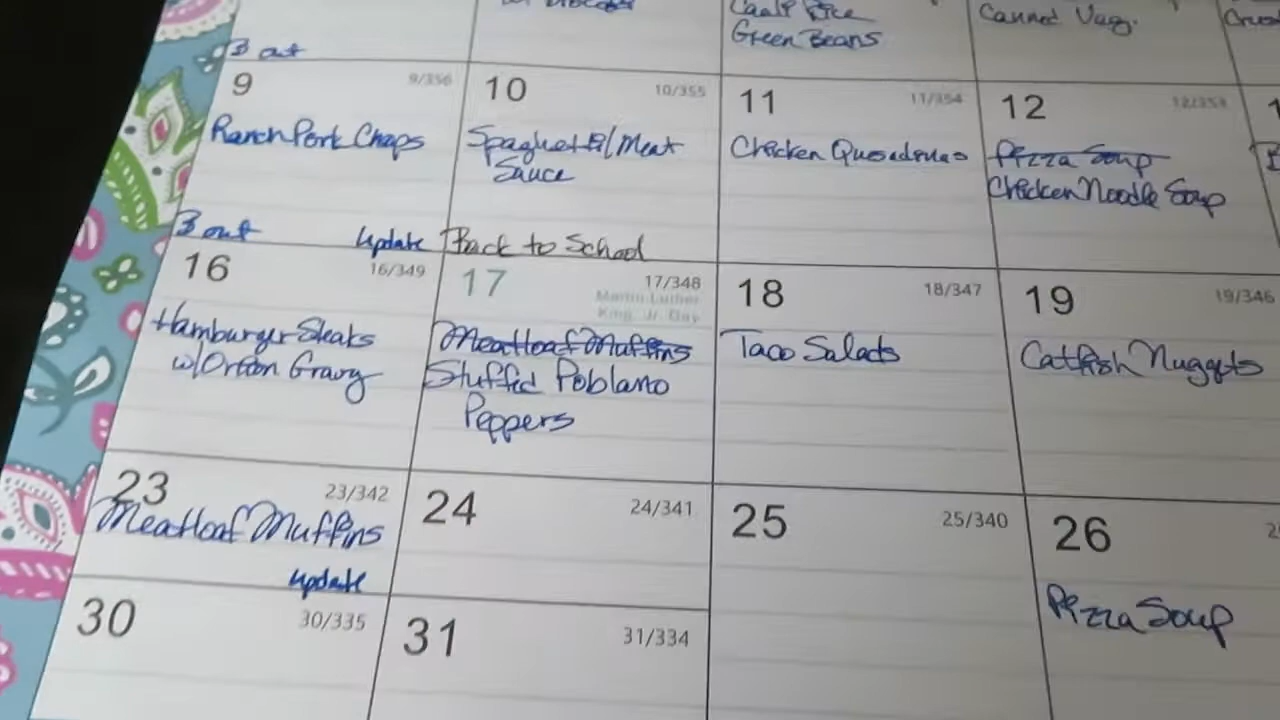 Green Beans
Canned Veg.
B out
9 9/356
Ranch Pork Chops
B out update
10 10/355
Spaghetti/Meat
Sauce
Back to School
11 11/354
Chicken Quesadillas
12 12/353
Pizza Soup
Chicken Noodle Soup
16 16/349
Hamburger Steaks
w/Onion Gravy
17 17/348
Martin Luther
King, Jr. Day
Meatloaf Muffins
Stuffed Poblano
Peppers
18 18/347
Taco Salads
19 19/346
Catfish Nuggets
23 23/342
Meatloaf Muffins
update
24 24/341
25 25/340
26
Pizza Soup
30 30/335
31 31/334